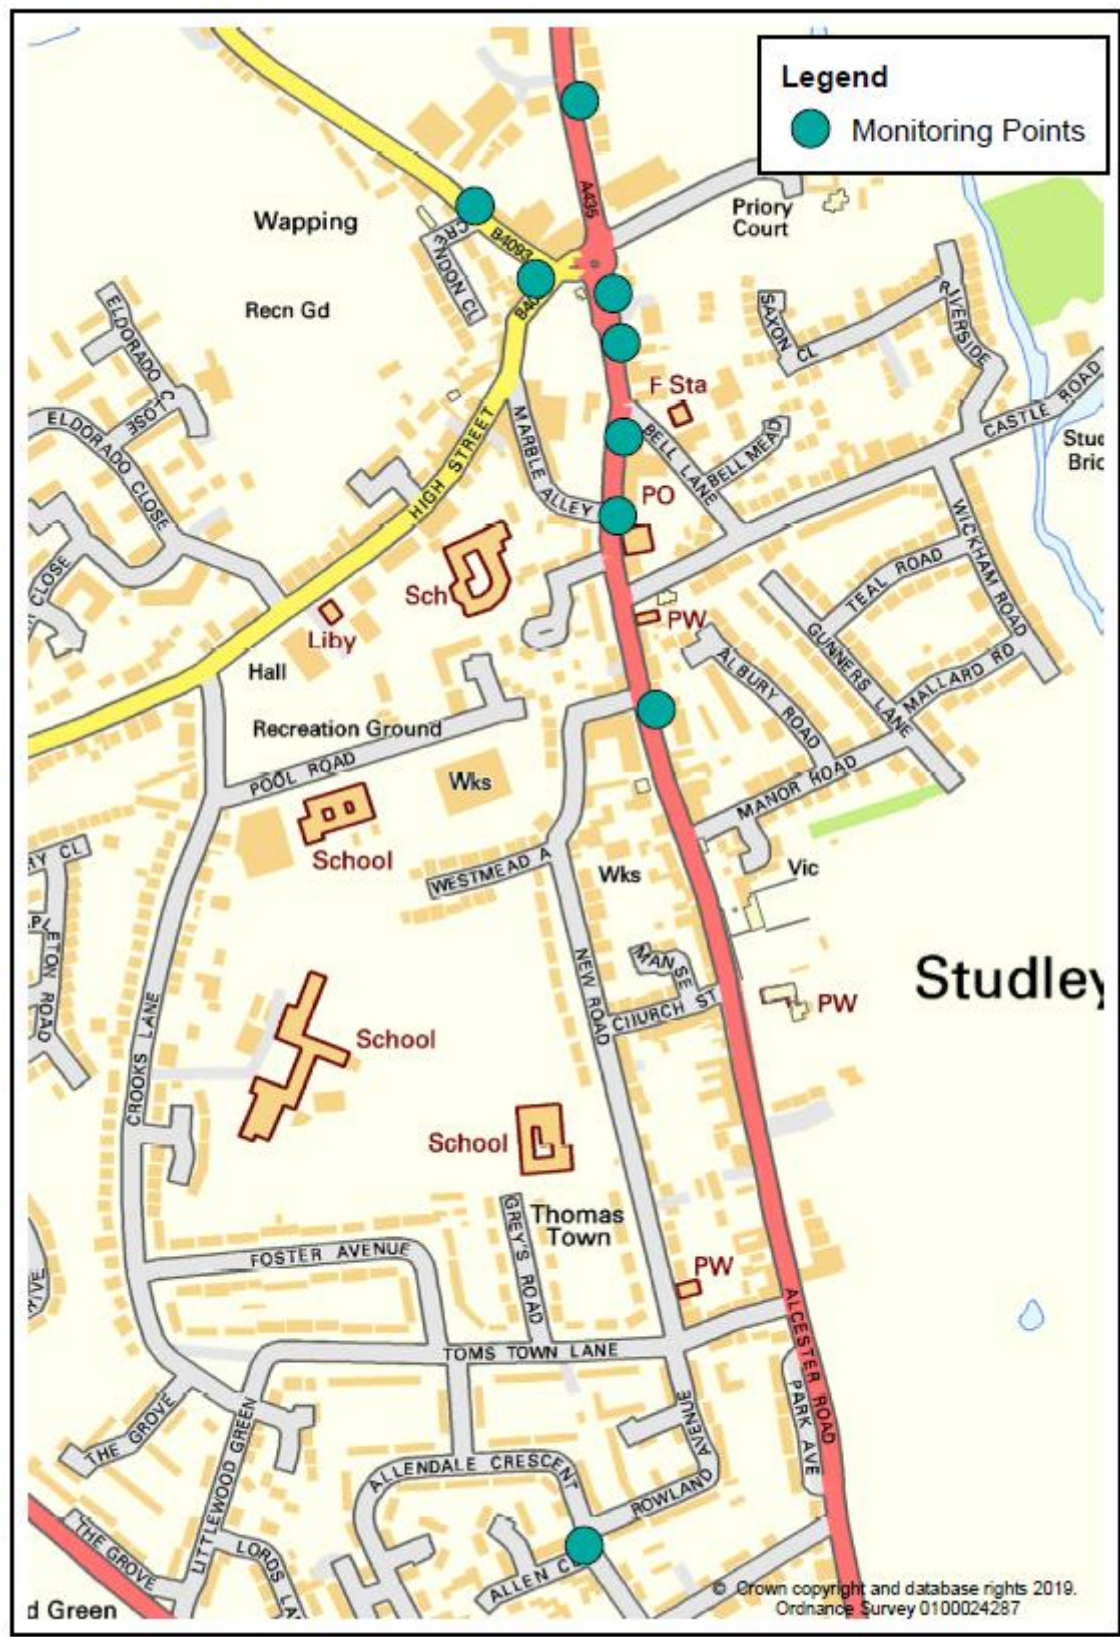 Legend
Monitoring Points
A435
Wapping
Priory
Court
B4093
CRENDON CL
Recn Gd
SAXON CL
RIVERSIDE
ELDORADO CLOSE
F Sta
CASTLE ROAD
ELDORADO CLOSE
HIGH STREET
MARBLE ALLEY
BELL LANE
BELL MEAD
PO
WICKHAM ROAD
TEAL ROAD
CLOSE
Sch
PW
GUNNERS LANE
MALLARD RD
Liby
Hall
ALBURY ROAD
Recreation Ground
POOL ROAD
Wks
MANOR ROAD
School
WESTMEAD A
Wks
Vic
NEW ROAD
MANSE
Studley
CHURCH ST
PW
CROOKS LANE
School
School
Thomas
Town
GREY'S ROAD
FOSTER AVENUE
PW
ALCESTER ROAD
TOMS TOWN LANE
PARK AVE
THE GROVE
LITTLEWOOD GREEN
AVENUE
ALLENDALE CRESCENT
ROWLAND
THE GROVE
LORDS LA
ALLEN C
© Crown copyright and database rights 2019.
Ordnance Survey 0100024287
d Green